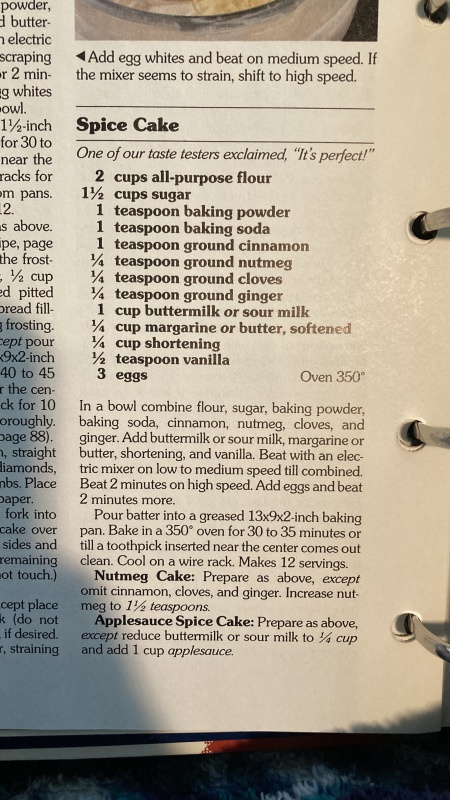 powder,
d butter-
n electric
scraping
or 2 min-
gg whites
bowl.
1½-inch
for 30 to
near the
racks for
om pans.
12.
as above.
ipe, page
the frost-
, ½ cup
ed pitted
pread fill-
frosting.
cept pour
x9x2-inch
40 to 45
r the cen-
ck for 10
oroughly.
page 88).
n, straight
diamonds,
mbs. Place
paper.
fork into
cake over
sides and
remaining
not touch.)
cept place
k (do not
if desired.
r, straining
◀Add egg whites and beat on medium speed. If
the mixer seems to strain, shift to high speed.
Spice Cake
One of our taste testers exclaimed, "It's perfect!"
2 cups all-purpose flour
1½ cups sugar
1 teaspoon baking powder
1 teaspoon baking soda
1 teaspoon ground cinnamon
¼ teaspoon ground nutmeg
¼ teaspoon ground cloves
¼ teaspoon ground ginger
1 cup buttermilk or sour milk
¼ cup margarine or butter, softened
¼ cup shortening
½ teaspoon vanilla
3 eggs Oven 350°
In a bowl combine flour, sugar, baking powder,
baking soda, cinnamon, nutmeg, cloves, and
ginger. Add buttermilk or sour milk, margarine or
butter, shortening, and vanilla. Beat with an elec-
tric mixer on low to medium speed till combined.
Beat 2 minutes on high speed. Add eggs and beat
2 minutes more.
Pour batter into a greased 13x9x2-inch baking
pan. Bake in a 350° oven for 30 to 35 minutes or
till a toothpick inserted near the center comes out
clean. Cool on a wire rack. Makes 12 servings.
Nutmeg Cake: Prepare as above, except
omit cinnamon, cloves, and ginger. Increase nut-
meg to 1½ teaspoons.
Applesauce Spice Cake: Prepare as above,
except reduce buttermilk or sour milk to ¼ cup
and add 1 cup applesauce.